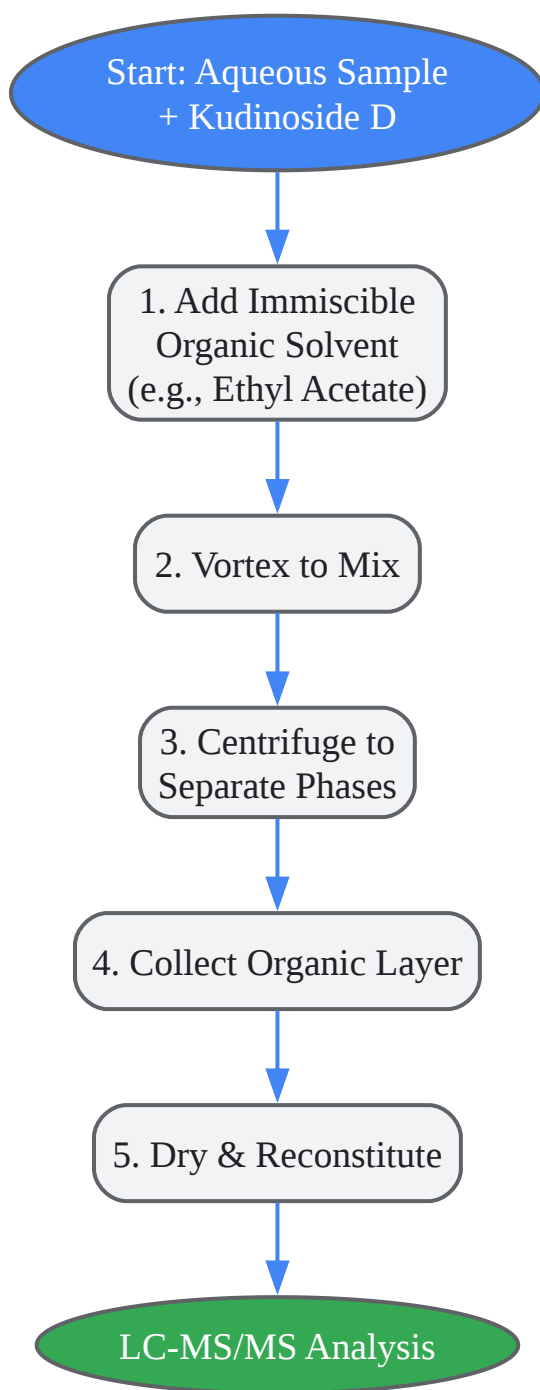 Start: Aqueous Sample
+ Kudinoside D
1. Add Immiscible
Organic Solvent
(e.g., Ethyl Acetate)
2. Vortex to Mix
3. Centrifuge to
Separate Phases
4. Collect Organic Layer
5. Dry & Reconstitute
LC-MS/MS Analysis